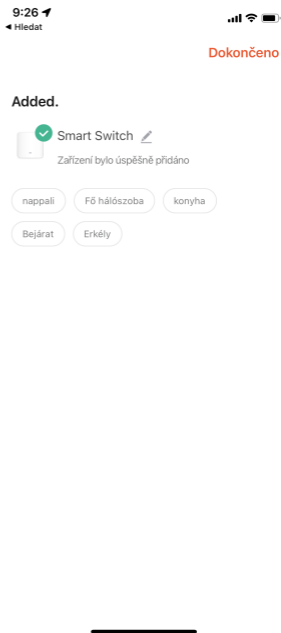 9:26
Hledat
Dokončeno
Added.
Smart Switch
Zařízení bylo úspěšně přidáno
nappali Fő hálószoba konyha
Bejárat Erkély